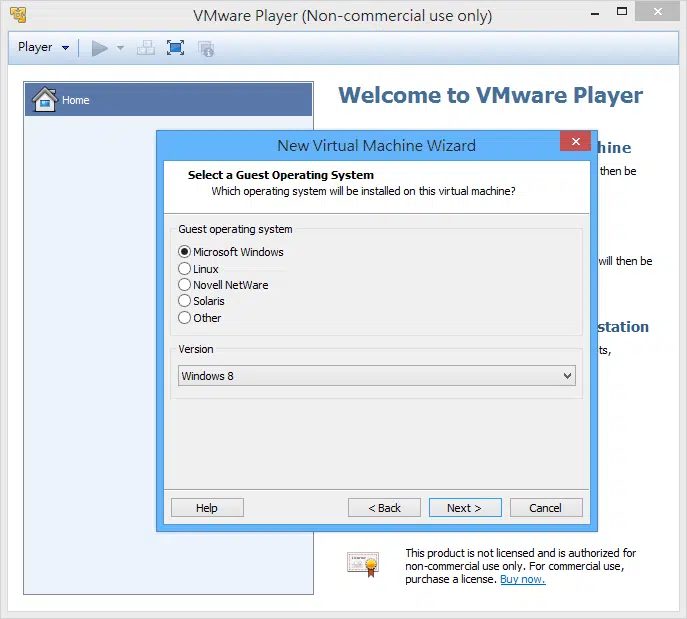 VMware Player (Non-commercial use only)
Player
Home
Welcome to VMware Player
hine
then be
will then be
station
ts,
New Virtual Machine Wizard
Select a Guest Operating System
Which operating system will be installed on this virtual machine?
Guest operating system
Microsoft Windows
Linux
Novell NetWare
Solaris
Other
Version
Windows 8
Help
< Back
Next >
Cancel
This product is not licensed and is authorized for
non-commercial use only. For commercial use,
purchase a license. Buy now.